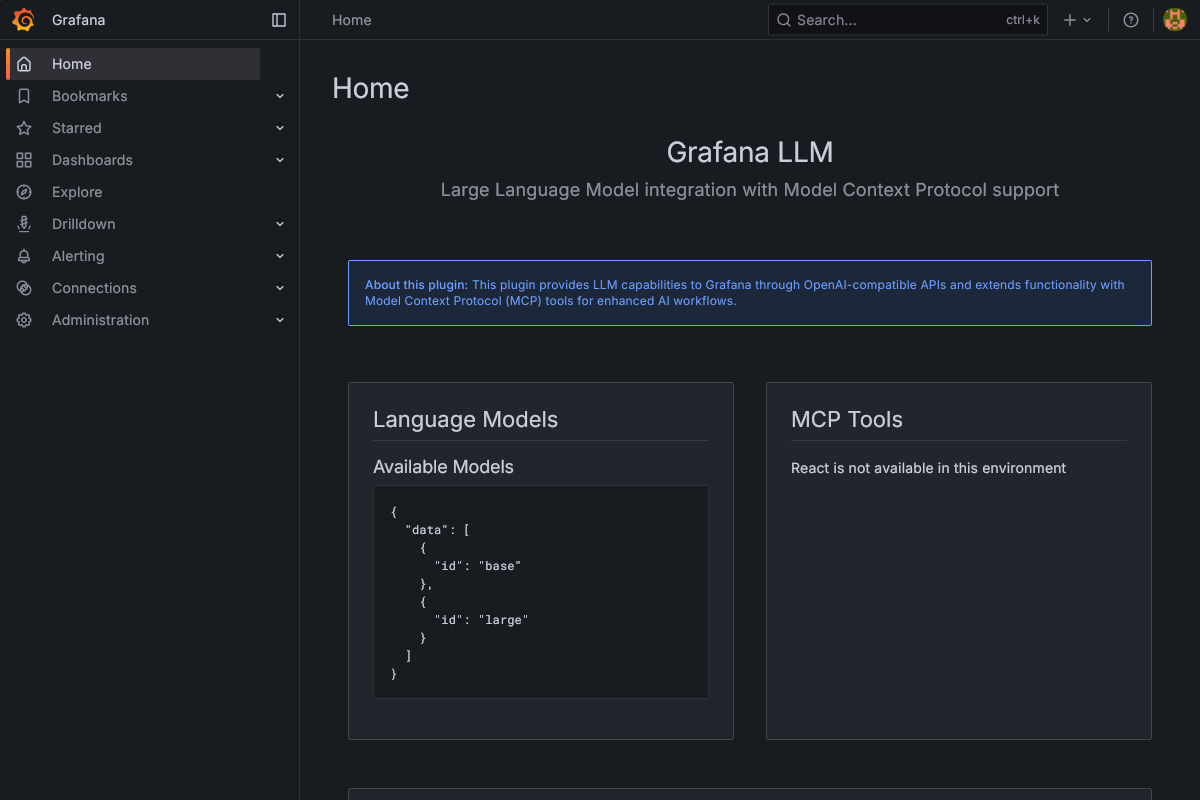 Grafana
Home
Search...
ctrl+k
Home
Bookmarks
Starred
Dashboards
Explore
Drilldown
Alerting
Connections
Administration
Home
Grafana LLM
Large Language Model integration with Model Context Protocol support
About this plugin: This plugin provides LLM capabilities to Grafana through OpenAI-compatible APIs and extends functionality with
Model Context Protocol (MCP) tools for enhanced AI workflows.
Language Models
Available Models
{
  "data": [
    {
      "id": "base"
    },
    {
      "id": "large"
    }
  ]
}
MCP Tools
React is not available in this environment